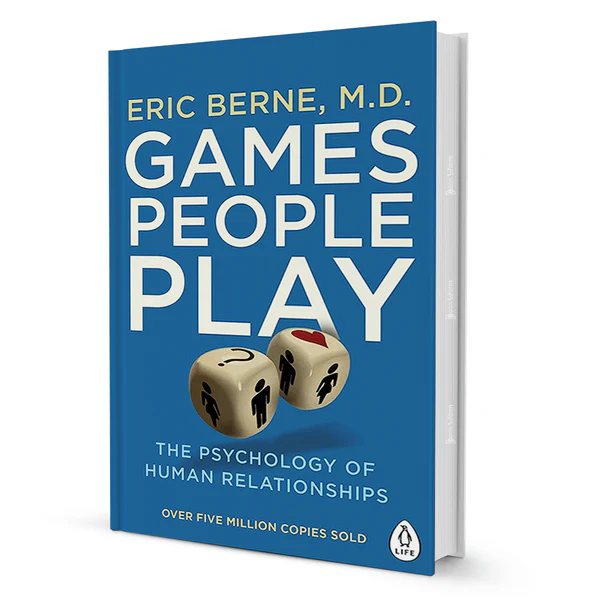 ERIC BERNE, M.D.
GAMES
PEOPLE
PLAY
?
THE PSYCHOLOGY OF
HUMAN RELATIONSHIPS
OVER FIVE MILLION COPIES SOLD
LIFE